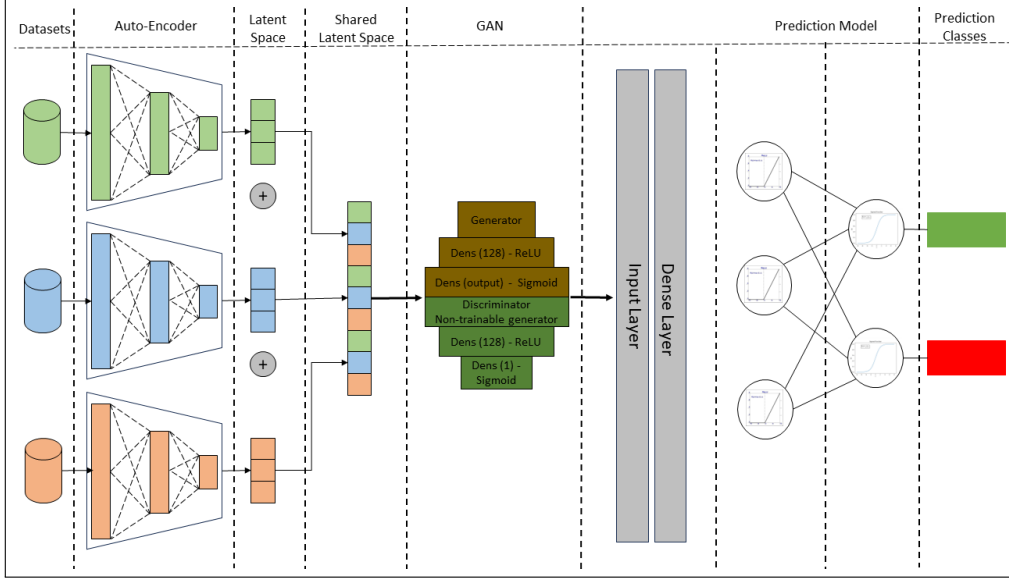 Datasets
Auto-Encoder
Latent
Space
Shared
Latent Space
GAN
Prediction Model
Prediction
Classes
+
+
Generator
Dens (128) - ReLU
Dens (output) - Sigmoid
Discriminator
Non-trainable generator
Dens (128) - ReLU
Dens (1) -
Sigmoid
Input Layer
Dense Layer